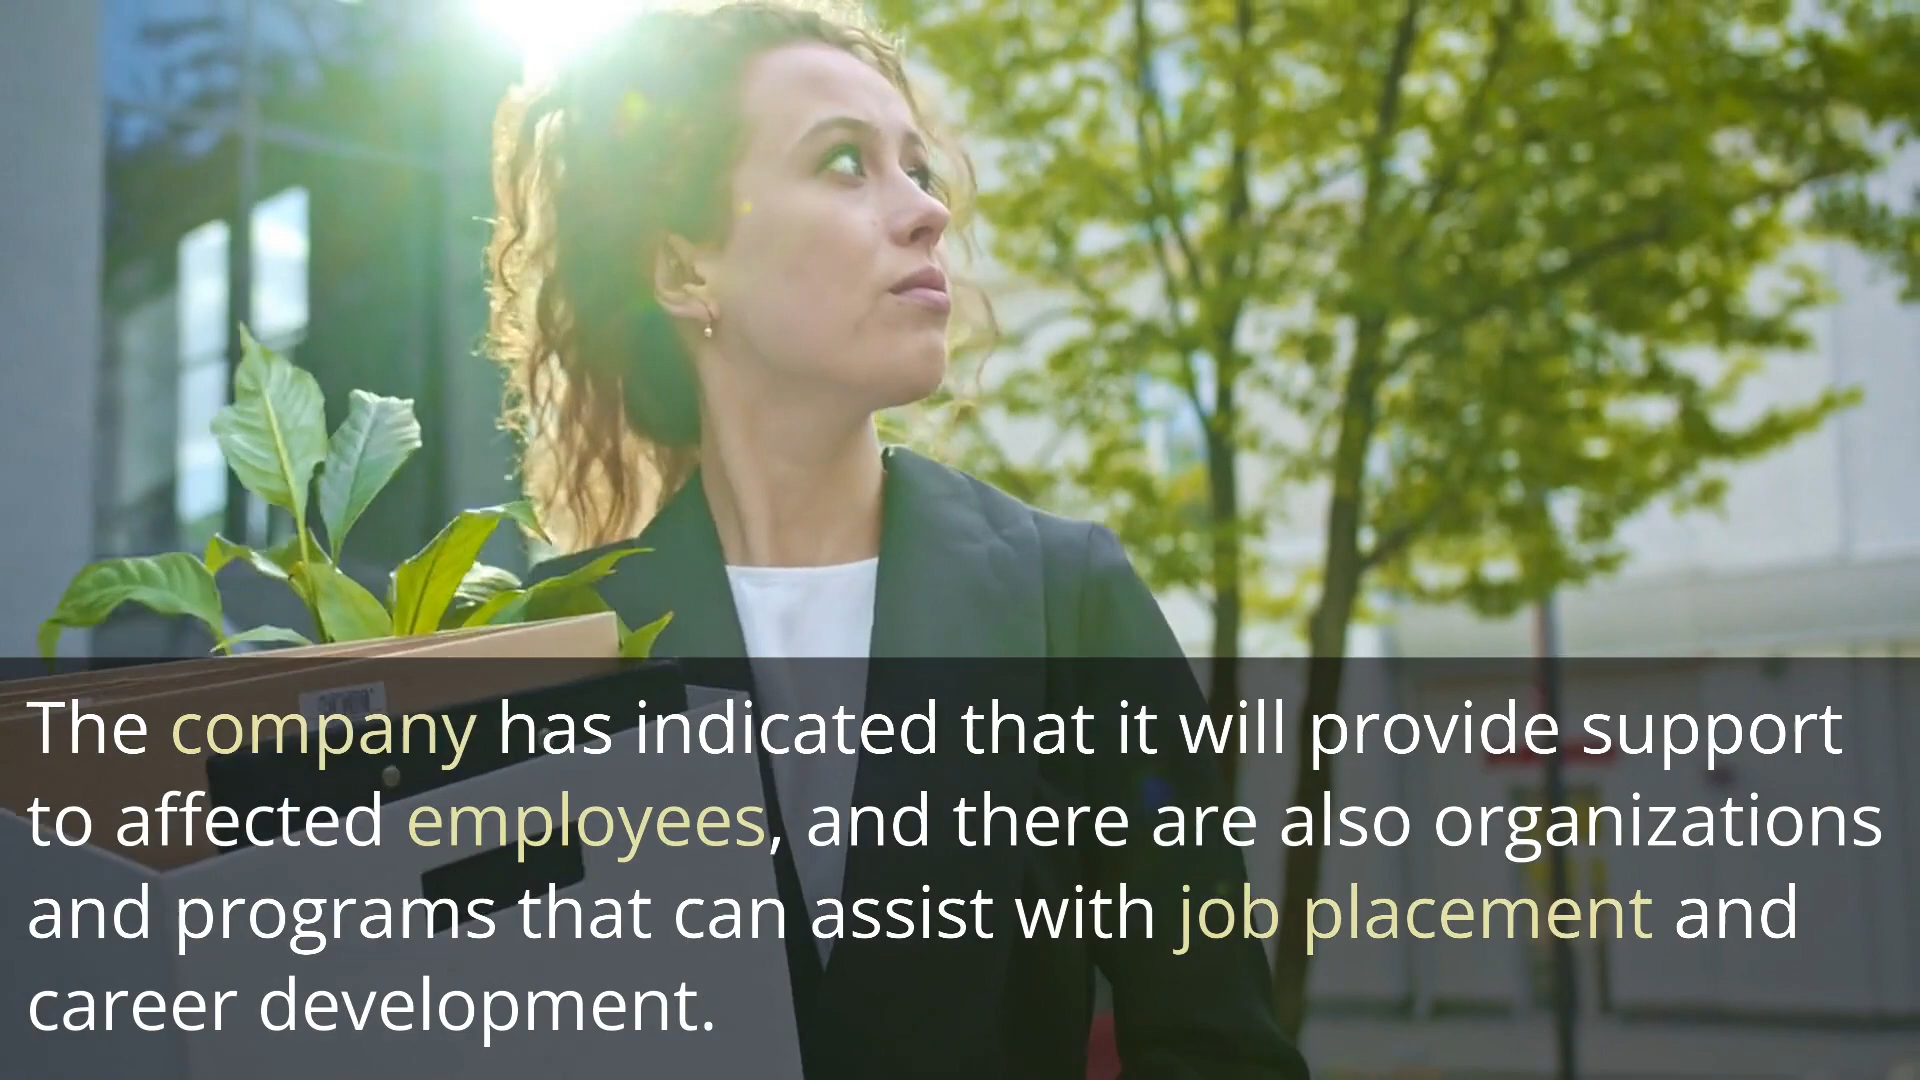 The company has indicated that it will provide support
to affected employees, and there are also organizations
and programs that can assist with job placement and
career development.